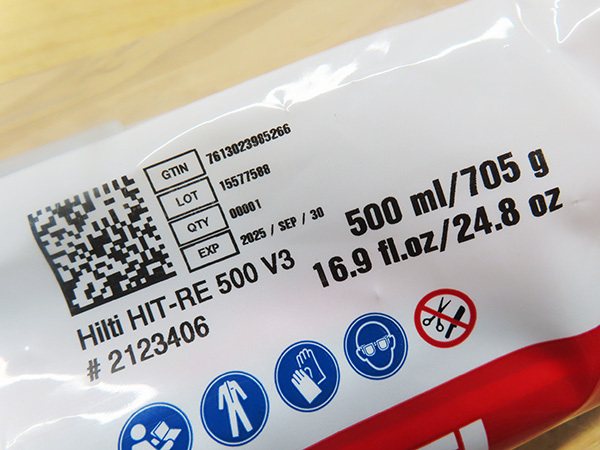 GTIN 7613023985266
LOT 15577588
QTY 00001
EXP 2025 / SEP / 30
Hilti HIT-RE 500 V3
# 2123406
500 ml/705 g
16.9 fl.oz/24.8 oz